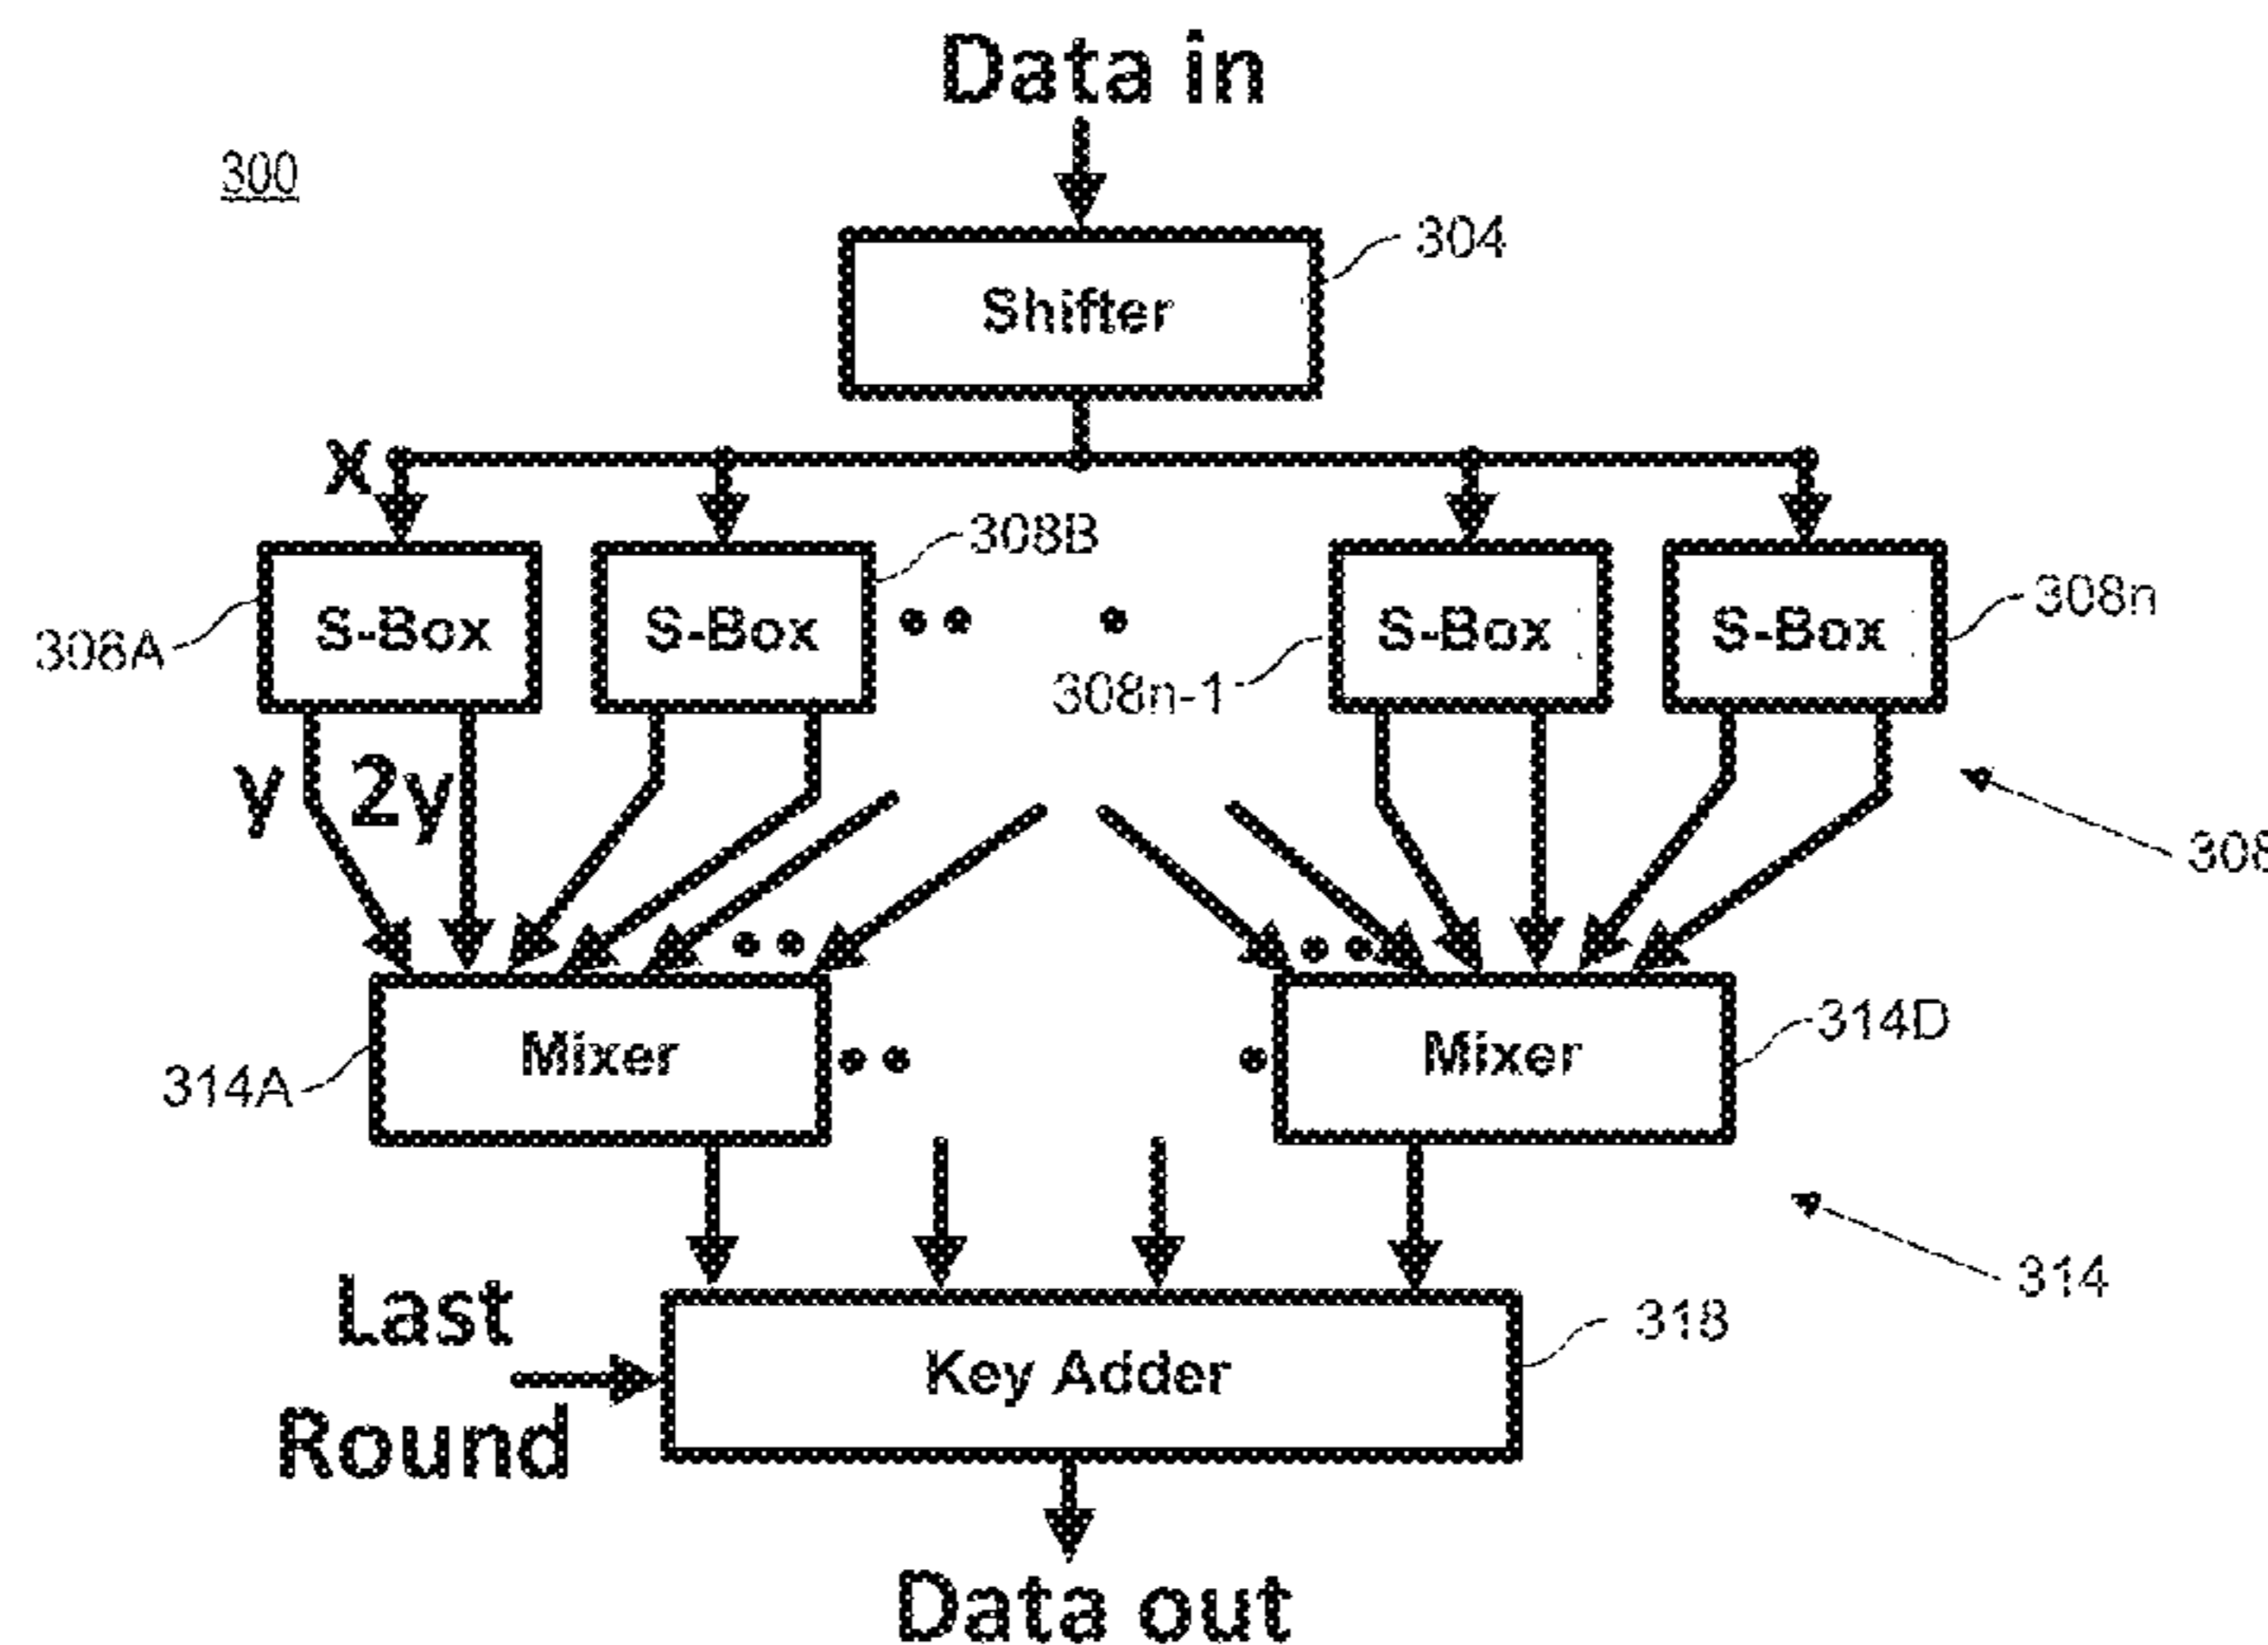 Data in
300
304
Shifter
x
308B
308n
S-Box
S-Box
S-Box
S-Box
306A
308n-1
y
2y
308
314D
Mixer
Mixer
314A
314
Last
318
Key Adder
Round
Data out